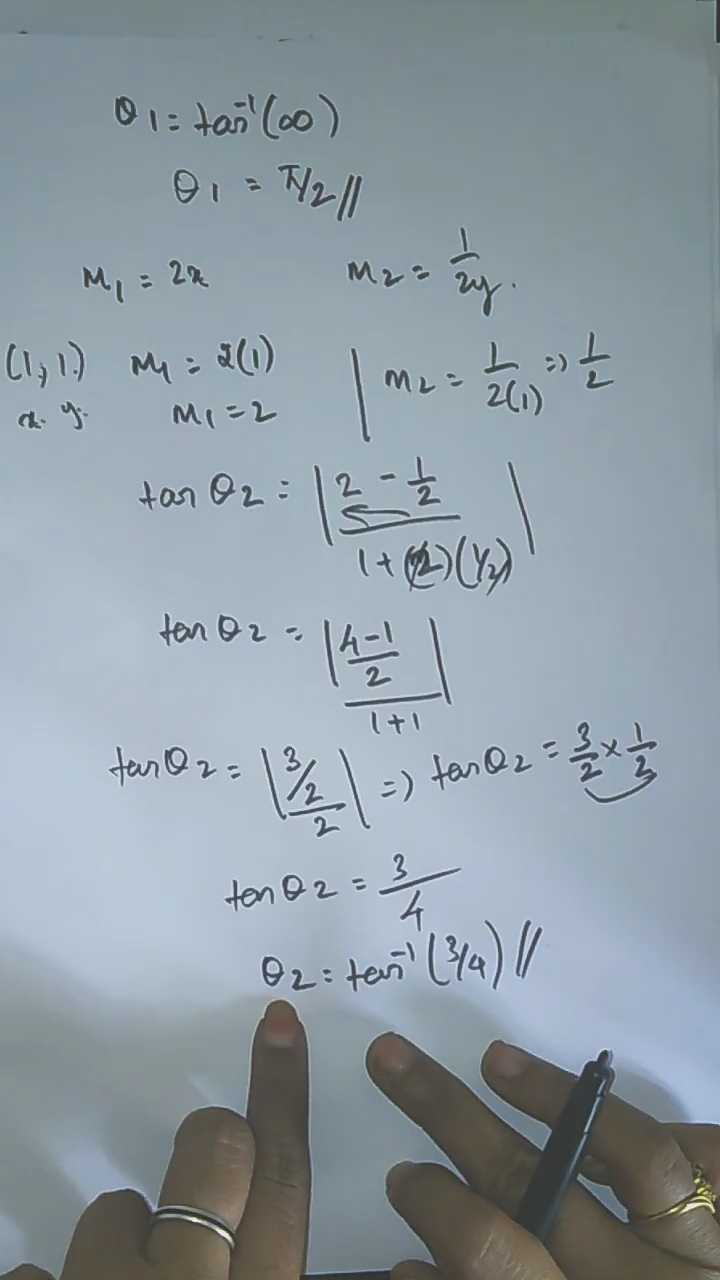 θ1 = tan⁻¹(∞)
θ1 = π/2 //
M1 = 2x m2 = 1/2y.
(1, 1) M1 = 2(1) | m2 = 1/2(1) => 1/2
x. y. M1 = 2
tan θ2 = | 2 - 1/2 / 1 + (2)(1/2) |
tan θ2 = | 4-1/2 / 1+1 |
tan θ2 = | 3/2 / 2 | => tan θ2 = 3/2 × 1/2
tan θ2 = 3/4
θ2 = tan⁻¹(3/4) //